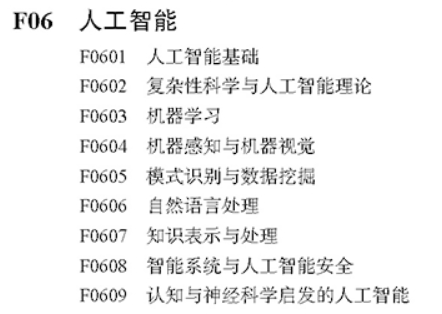 F06 人工智能
F0601 人工智能基础
F0602 复杂性科学与人工智能理论
F0603 机器学习
F0604 机器感知与机器视觉
F0605 模式识别与数据挖掘
F0606 自然语言处理
F0607 知识表示与处理
F0608 智能系统与人工智能安全
F0609 认知与神经科学启发的人工智能